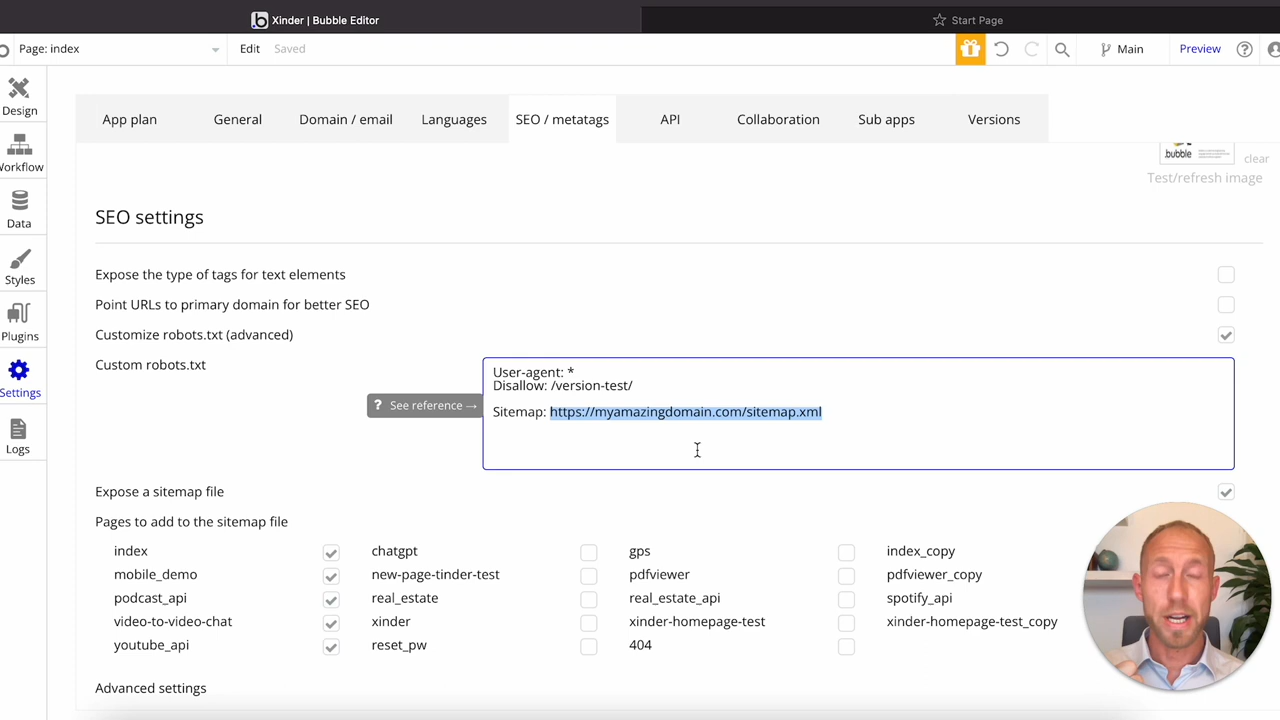 Xinder | Bubble Editor
Start Page
Page: index
Edit
Saved
Main
Preview
Design
Workflow
Data
Styles
Plugins
Settings
Logs
App plan
General
Domain / email
Languages
SEO / metatags
API
Collaboration
Sub apps
Versions
.bubble
clear
Test/refresh image
SEO settings
Expose the type of tags for text elements
Point URLs to primary domain for better SEO
Customize robots.txt (advanced)
Custom robots.txt
? See reference →
User-agent: *
Disallow: /version-test/
Sitemap: https://myamazingdomain.com/sitemap.xml
Expose a sitemap file
Pages to add to the sitemap file
index chatgpt gps index_copy
mobile_demo new-page-tinder-test pdfviewer pdfviewer_copy
podcast_api real_estate real_estate_api spotify_api
video-to-video-chat xinder xinder-homepage-test xinder-homepage-test_copy
youtube_api reset_pw 404
Advanced settings